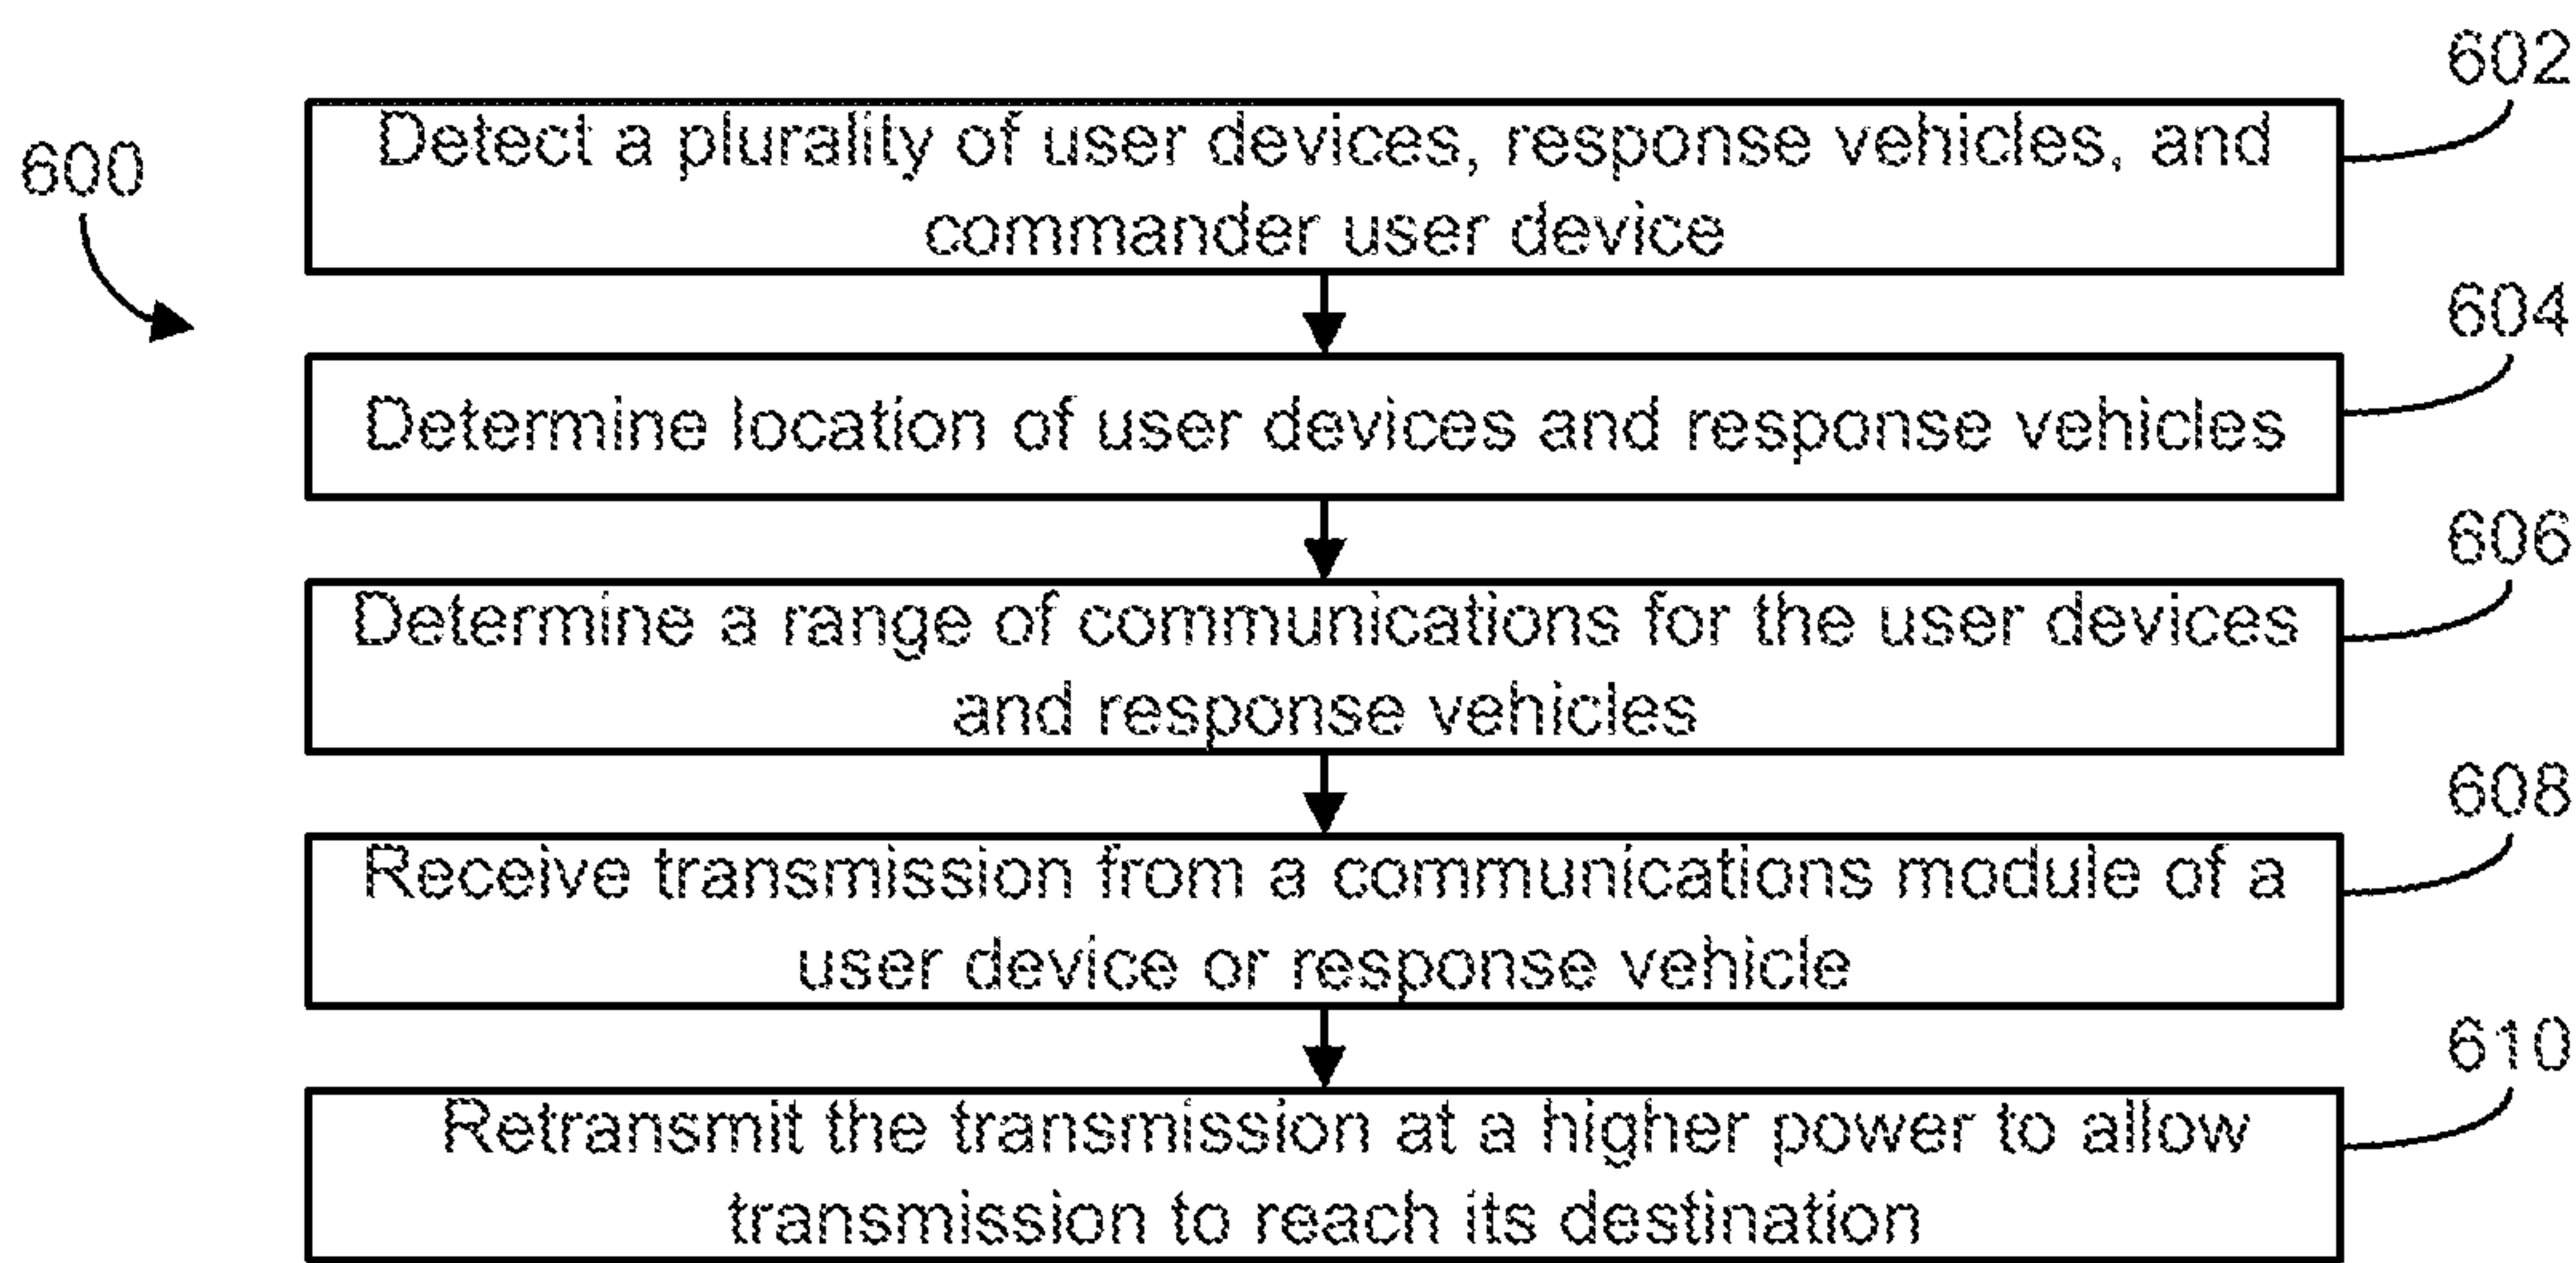 602
Detect a plurality of user devices, response vehicles, and
commander user device
600
604
Determine location of user devices and response vehicles
606
Determine a range of communications for the user devices
and response vehicles
608
Receive transmission from a communications module of a
user device or response vehicle
610
Retransmit the transmission at a higher power to allow
transmission to reach its destination